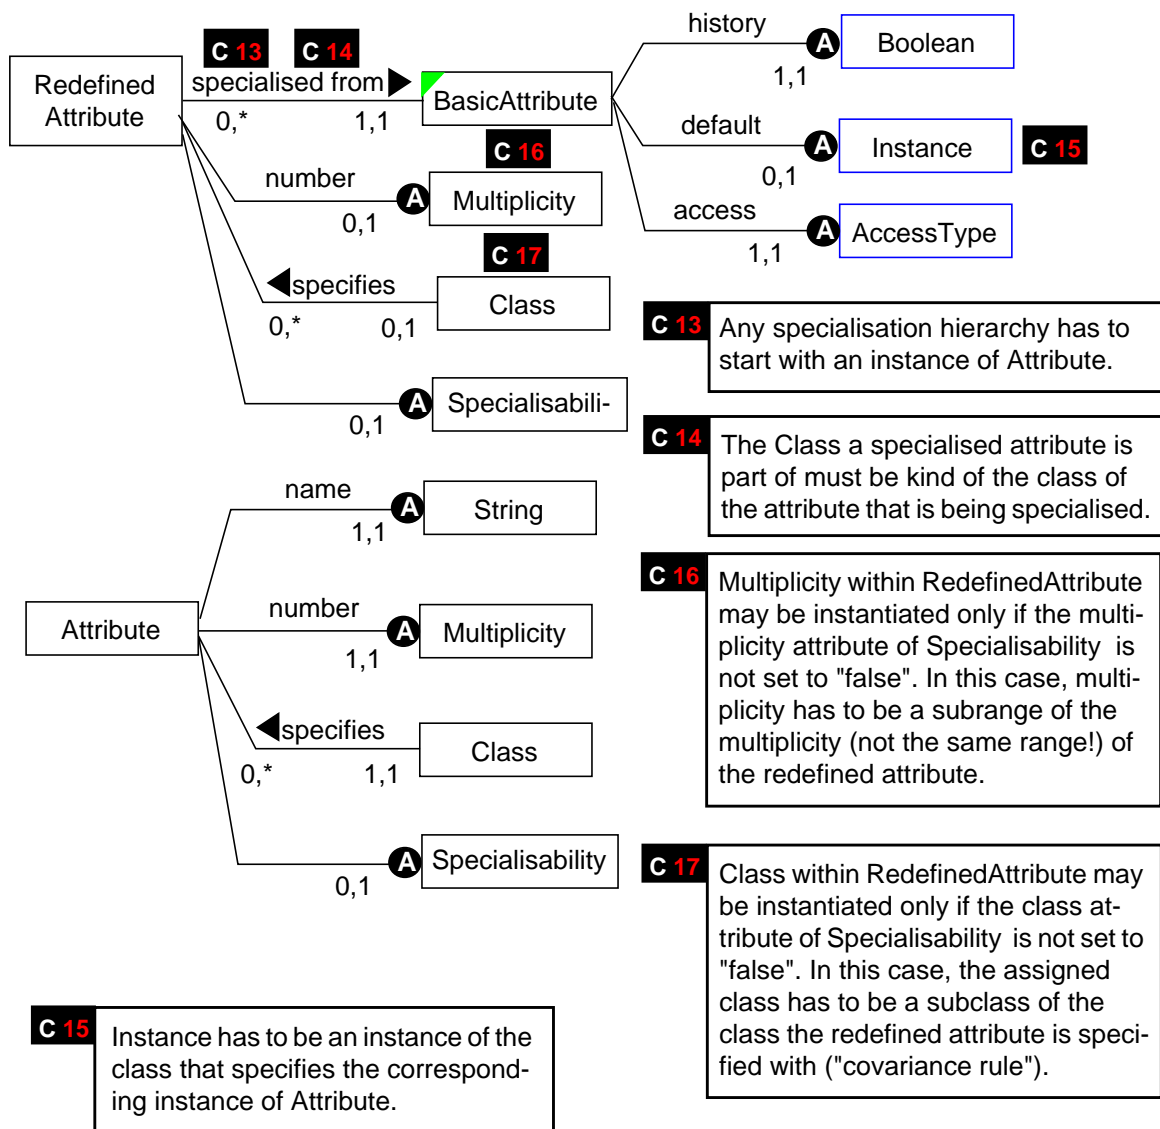 history
A
Boolean
1,1
C 13
C 14
Redefined
Attribute
specialised from
0,*
1,1
BasicAttribute
default
A
Instance
0,1
C 15
C 16
number
A
Multiplicity
0,1
access
A
AccessType
1,1
C 17
specifies
Class
0,*
0,1
A
Specialisabili-
0,1
C 13
Any specialisation hierarchy has to
start with an instance of Attribute.
C 14
The Class a specialised attribute is
part of must be kind of the class of
the attribute that is being specialised.
name
A
String
1,1
Attribute
number
A
Multiplicity
1,1
specifies
Class
0,*
1,1
A
Specialisability
0,1
C 16
Multiplicity within RedefinedAttribute
may be instantiated only if the multi-
plicity attribute of Specialisability is
not set to "false". In this case, multi-
plicity has to be a subrange of the
multiplicity (not the same range!) of
the redefined attribute.
C 17
Class within RedefinedAttribute may
be instantiated only if the class at-
tribute of Specialisability is not set to
"false". In this case, the assigned
class has to be a subclass of the
class the redefined attribute is speci-
fied with ("covariance rule").
C 15
Instance has to be an instance of the
class that specifies the correspond-
ing instance of Attribute.